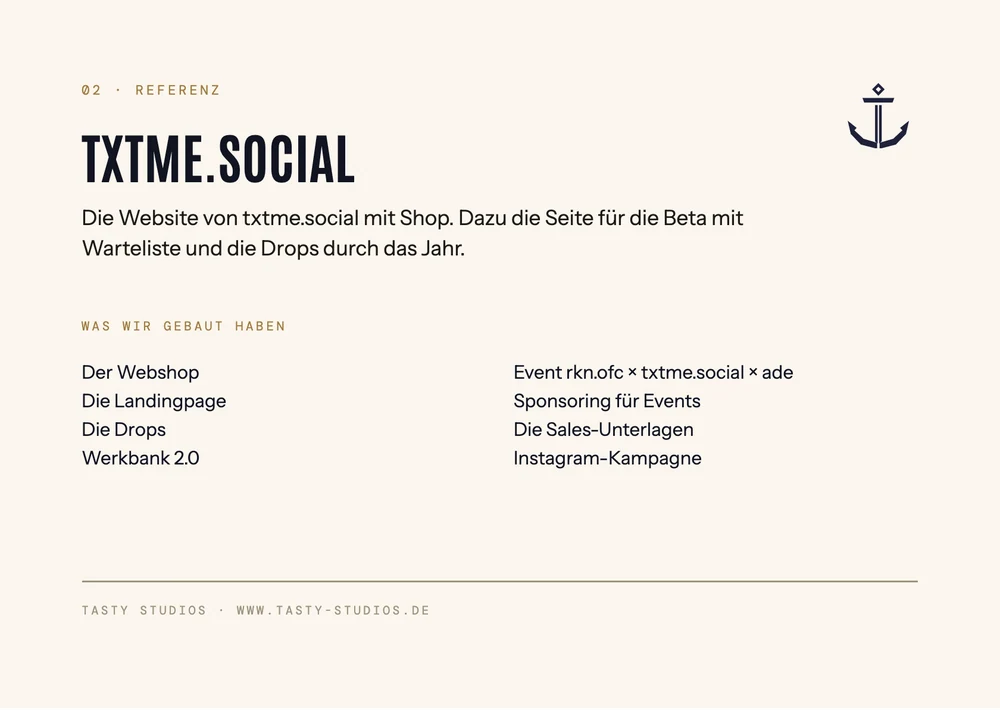 02 · REFERENZ
TXTME.SOCIAL
Die Website von txtme.social mit Shop. Dazu die Seite für die Beta mit
Warteliste und die Drops durch das Jahr.
WAS WIR GEBAUT HABEN
Der Webshop
Die Landingpage
Die Drops
Werkbank 2.0
Event rkn.ofc × txtme.social × ade
Sponsoring für Events
Die Sales-Unterlagen
Instagram-Kampagne
TASTY STUDIOS · WWW.TASTY-STUDIOS.DE